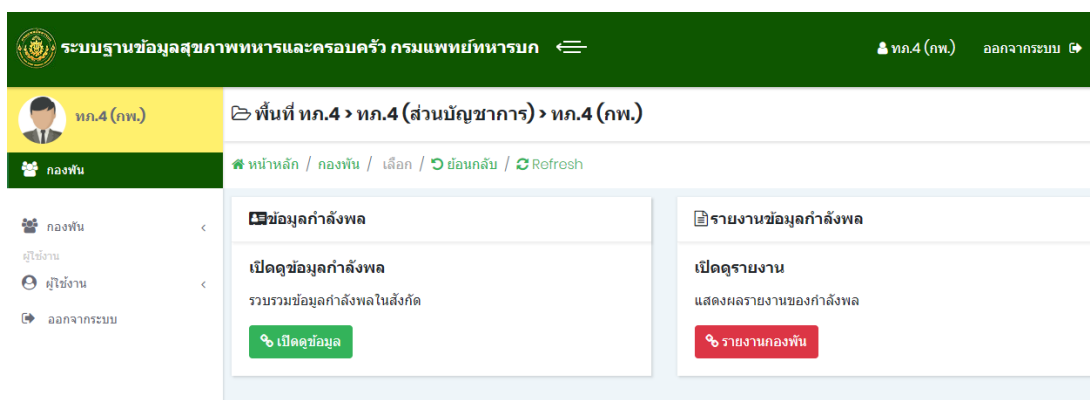 ระบบฐานข้อมูลสุขภาพทหารและครอบครัว กรมแพทย์ทหารบก
ทภ.4 (กพ.) ออกจากระบบ
ทภ.4 (กพ.)
พื้นที่ ทภ.4 > ทภ.4 (ส่วนบัญชาการ) > ทภ.4 (กพ.)
กองพัน
หน้าหลัก / กองพัน / เลือก / ย้อนกลับ / Refresh
กองพัน
ผู้ใช้งาน
ผู้ใช้งาน
ออกจากระบบ
ข้อมูลกำลังพล
เปิดดูข้อมูลกำลังพล
รวบรวมข้อมูลกำลังพลในสังกัด
เปิดดูข้อมูล
รายงานข้อมูลกำลังพล
เปิดดูรายงาน
แสดงผลรายงานของกำลังพล
รายงานกองพัน